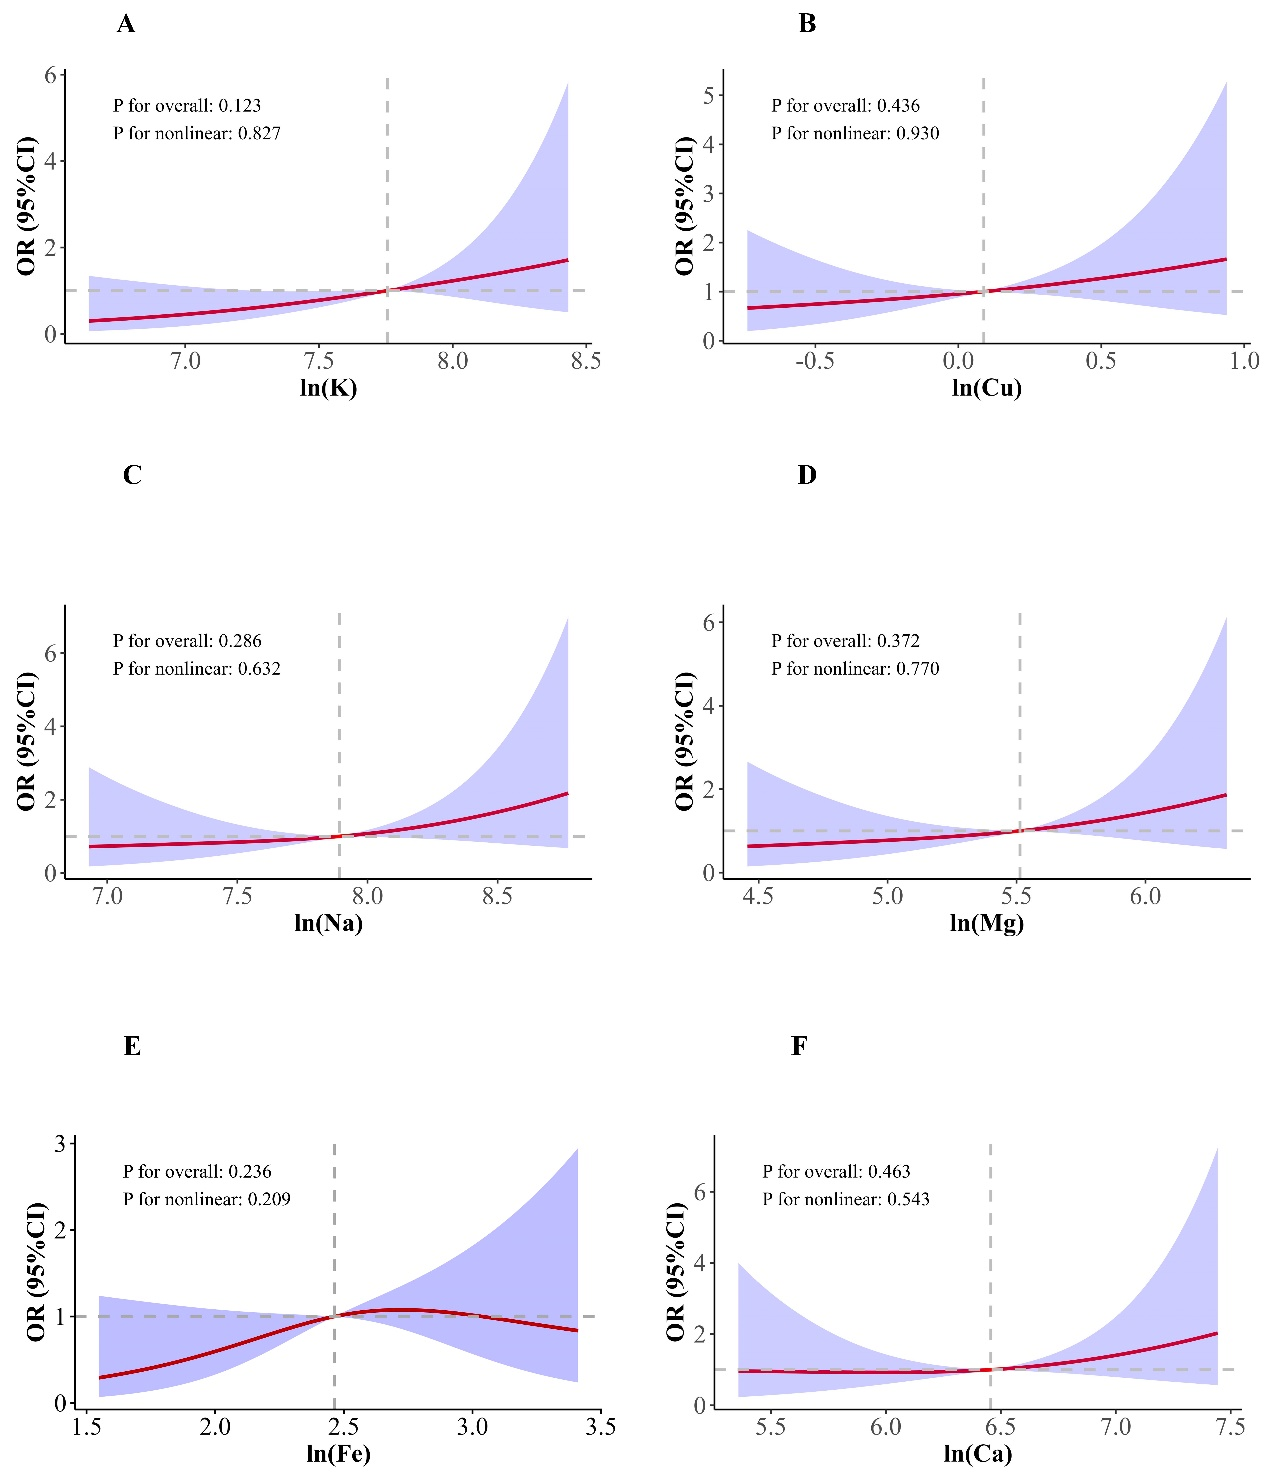 A
6
4
2
0
OR (95%CI)
P for overall: 0.123
P for nonlinear: 0.827
7.0 7.5 8.0 8.5
ln(K)
B
5
4
3
2
1
0
OR (95%CI)
P for overall: 0.436
P for nonlinear: 0.930
-0.5 0.0 0.5 1.0
ln(Cu)
C
6
4
2
0
OR (95%CI)
P for overall: 0.286
P for nonlinear: 0.632
7.0 7.5 8.0 8.5
ln(Na)
D
6
4
2
0
OR (95%CI)
P for overall: 0.372
P for nonlinear: 0.770
4.5 5.0 5.5 6.0
ln(Mg)
E
3
2
1
0
OR (95%CI)
P for overall: 0.236
P for nonlinear: 0.209
1.5 2.0 2.5 3.0 3.5
ln(Fe)
F
6
4
2
0
OR (95%CI)
P for overall: 0.463
P for nonlinear: 0.543
5.5 6.0 6.5 7.0 7.5
ln(Ca)